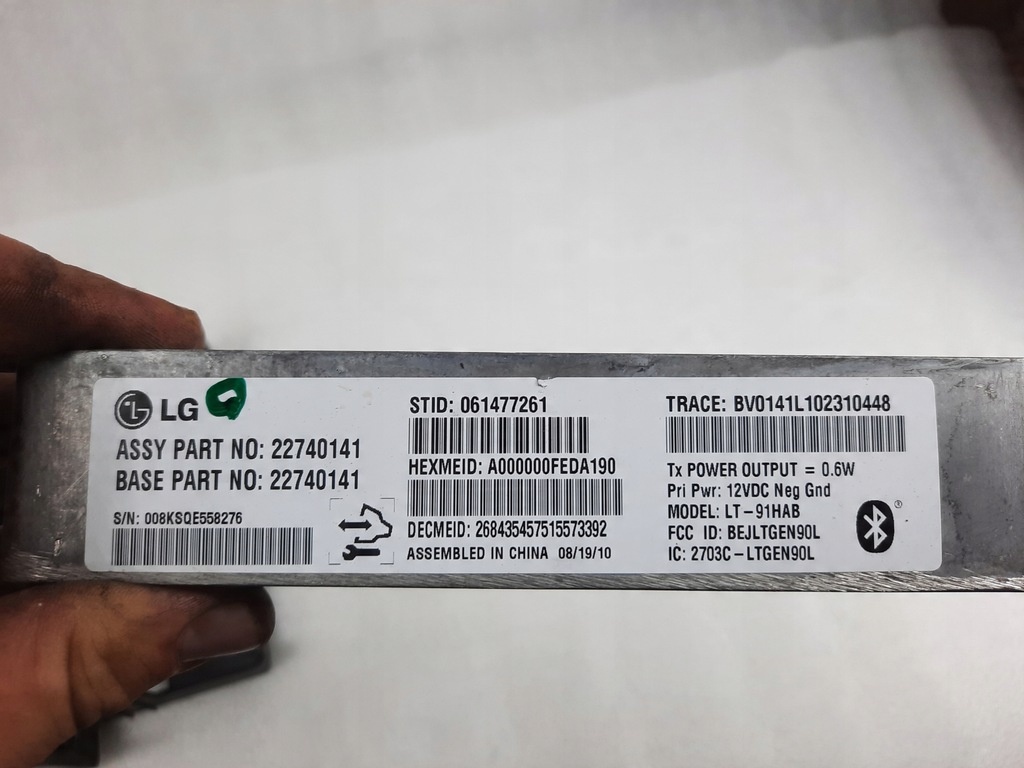 LG
ASSY PART NO: 22740141
BASE PART NO: 22740141
S/N: 008KSQE558276
STID: 061477261
HEXMEID: A000000FEDA190
DECMEID: 268435457515573392
ASSEMBLED IN CHINA 08/19/10
TRACE: BV0141L102310448
Tx POWER OUTPUT = 0.6W
Pri Pwr: 12VDC Neg Gnd
MODEL: LT-91HAB
FCC ID: BEJLTGEN90L
IC: 2703C-LTGEN90L